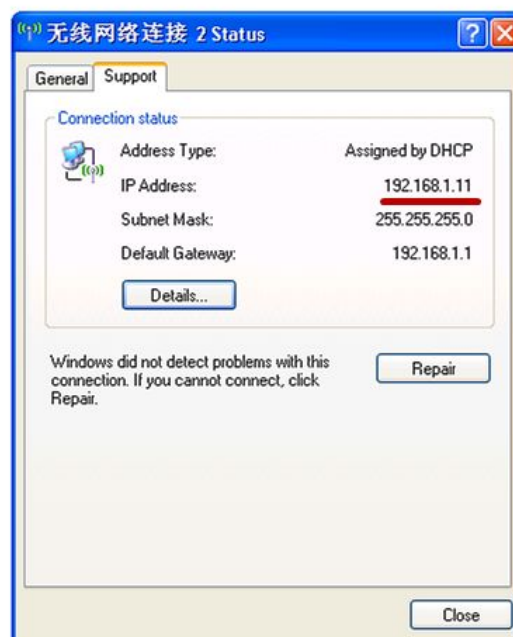 无线网络连接 2 Status
General
Support
Connection status
Address Type: Assigned by DHCP
IP Address: 192.168.1.11
Subnet Mask: 255.255.255.0
Default Gateway: 192.168.1.1
Details...
Windows did not detect problems with this
connection. If you cannot connect, click
Repair.
Repair
Close